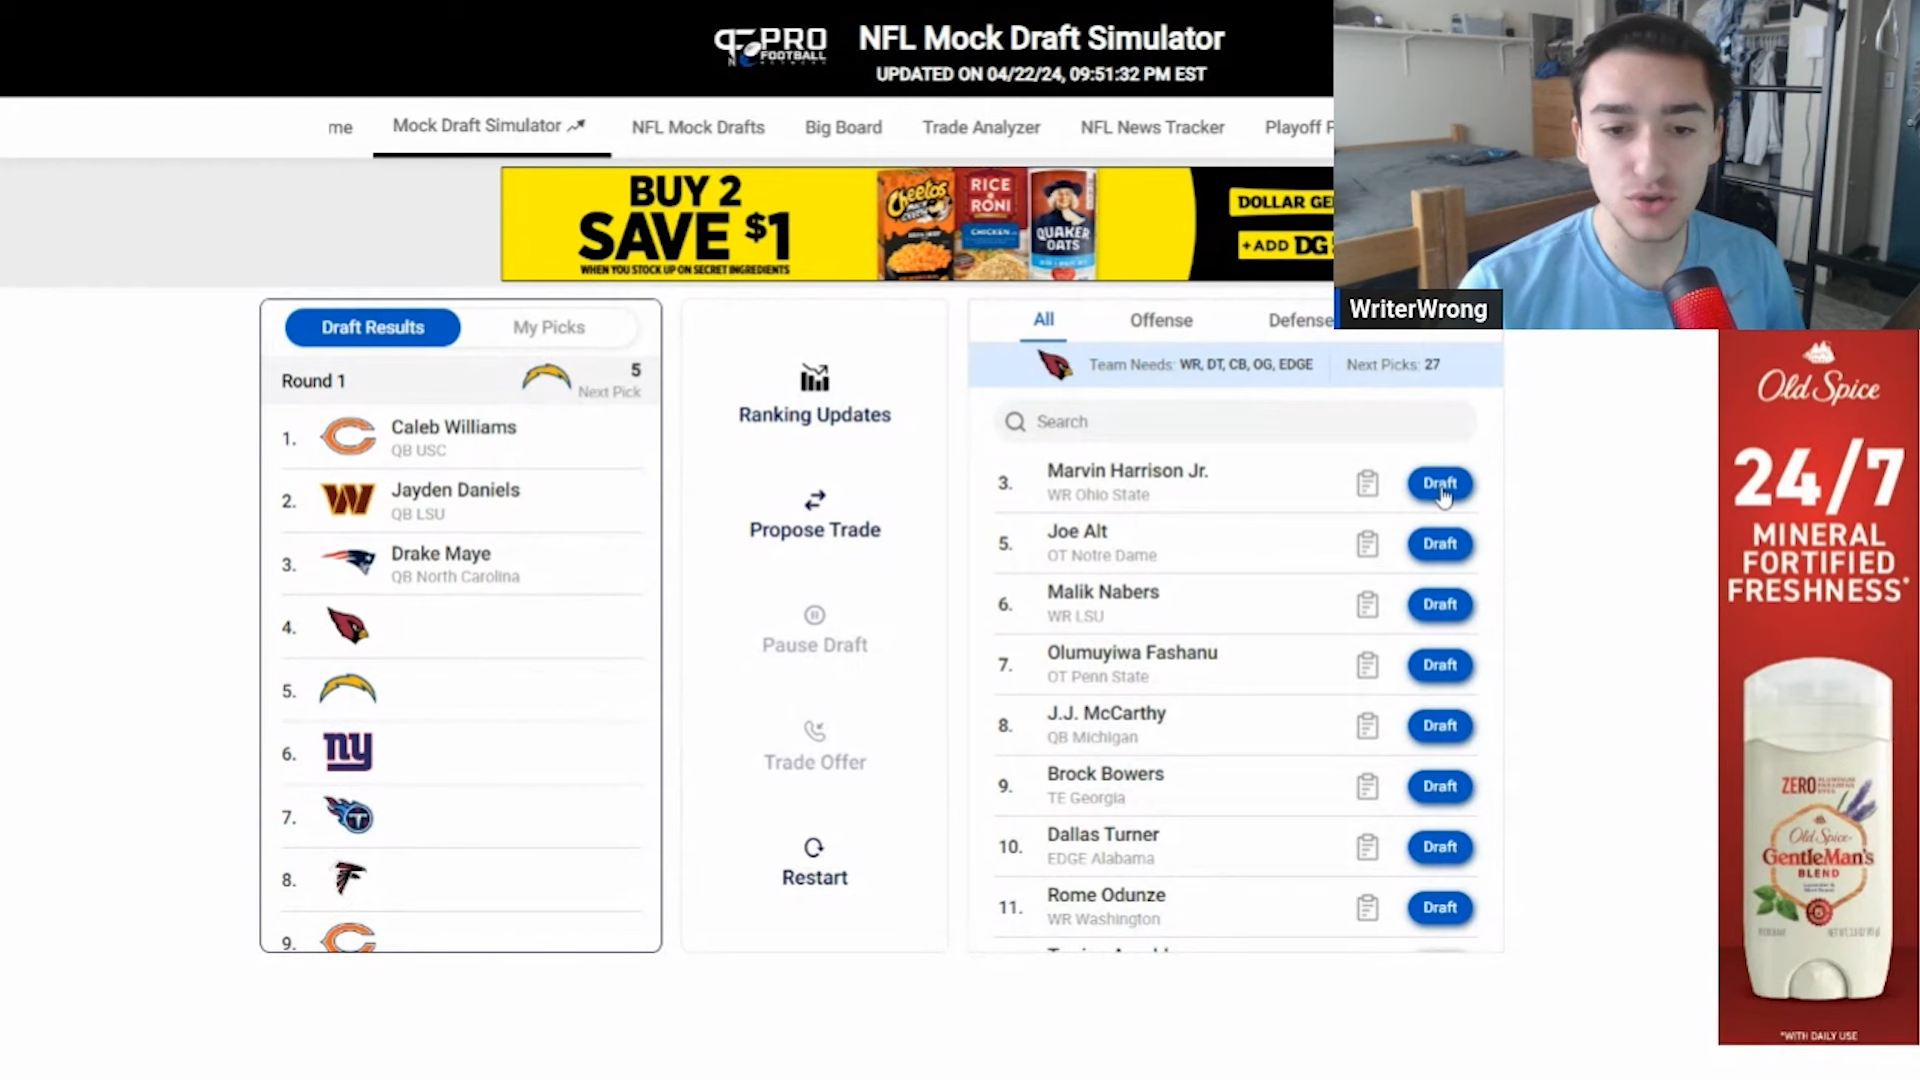 PRO
FOOTBALL
NETWORK
NFL Mock Draft Simulator
UPDATED ON 04/22/24, 09:51:32 PM EST
me
Mock Draft Simulator
NFL Mock Drafts
Big Board
Trade Analyzer
NFL News Tracker
Playoff P
BUY 2
SAVE $1
WHEN YOU STOCK UP ON SECRET INGREDIENTS
Cheetos
RICE
A
RONI
CHICKEN
QUAKER
OATS
DOLLAR GE
+ADD DG
WriterWrong
Draft Results
My Picks
Round 1
5
Next Pick
1.
Caleb Williams
QB USC
2.
W
Jayden Daniels
QB LSU
3.
Drake Maye
QB North Carolina
4.
5.
6.
ny
7.
T
8.
9.
Ranking Updates
Propose Trade
Pause Draft
Trade Offer
Restart
All
Offense
Defense
Team Needs: WR, DT, CB, OG, EDGE
Next Picks: 27
Search
3.
Marvin Harrison Jr.
WR Ohio State
Draft
5.
Joe Alt
OT Notre Dame
Draft
6.
Malik Nabers
WR LSU
Draft
7.
Olumuyiwa Fashanu
OT Penn State
Draft
8.
J.J. McCarthy
QB Michigan
Draft
9.
Brock Bowers
TE Georgia
Draft
10.
Dallas Turner
EDGE Alabama
Draft
11.
Rome Odunze
WR Washington
Draft
Old Spice
24/7
MINERAL
FORTIFIED
FRESHNESS*
ZERO
Old Spice
GentleMan's
BLEND
*WITH DAILY USE